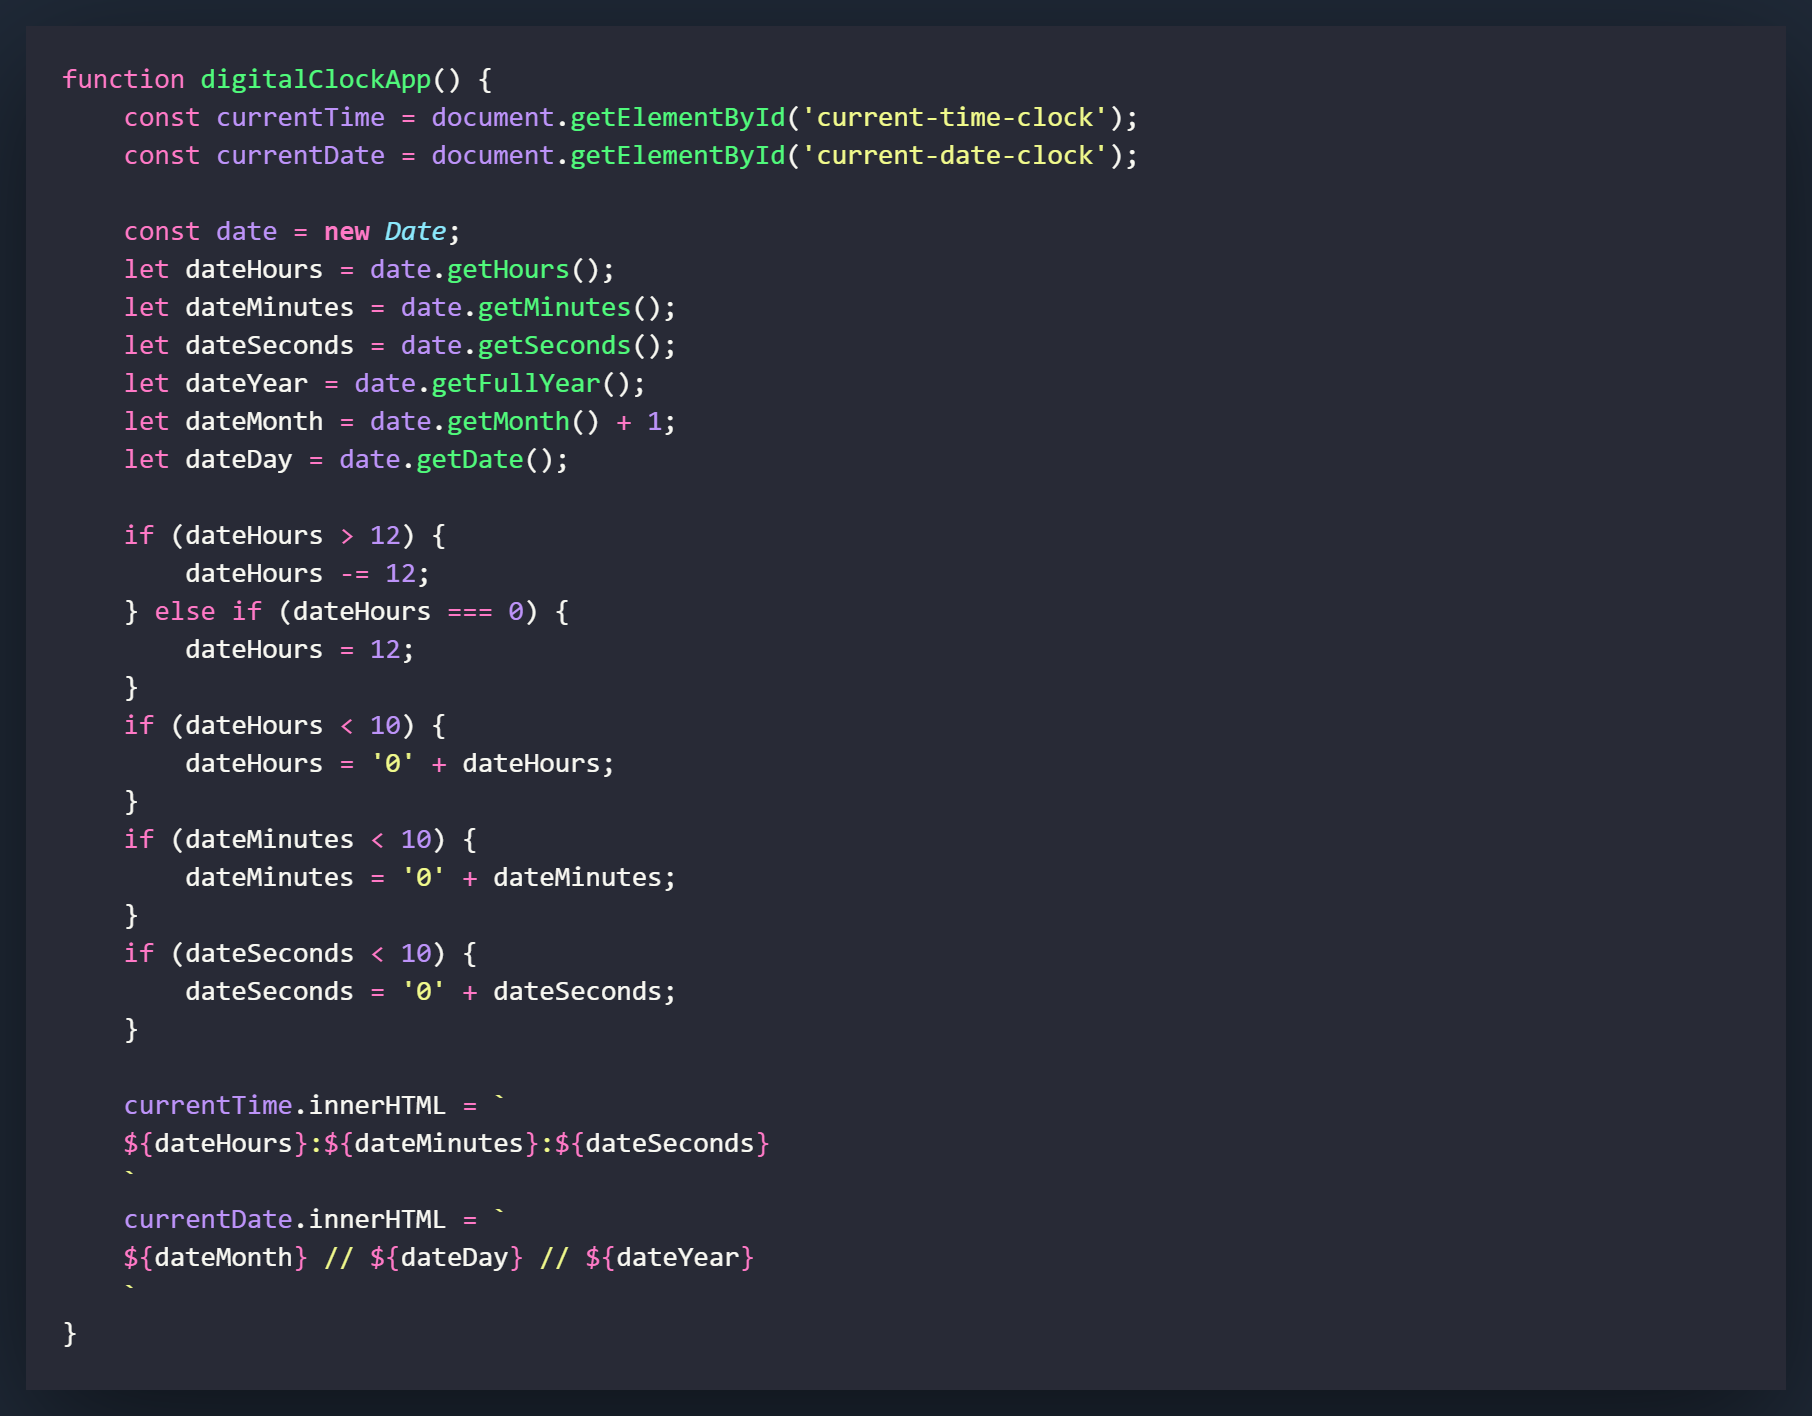 function digitalClockApp() {
    const currentTime = document.getElementById('current-time-clock');
    const currentDate = document.getElementById('current-date-clock');

    const date = new Date;
    let dateHours = date.getHours();
    let dateMinutes = date.getMinutes();
    let dateSeconds = date.getSeconds();
    let dateYear = date.getFullYear();
    let dateMonth = date.getMonth() + 1;
    let dateDay = date.getDate();

    if (dateHours > 12) {
        dateHours -= 12;
    } else if (dateHours === 0) {
        dateHours = 12;
    }
    if (dateHours < 10) {
        dateHours = '0' + dateHours;
    }
    if (dateMinutes < 10) {
        dateMinutes = '0' + dateMinutes;
    }
    if (dateSeconds < 10) {
        dateSeconds = '0' + dateSeconds;
    }

    currentTime.innerHTML = `
    ${dateHours}:${dateMinutes}:${dateSeconds}
    `
    currentDate.innerHTML = `
    ${dateMonth} // ${dateDay} // ${dateYear}
    `
}